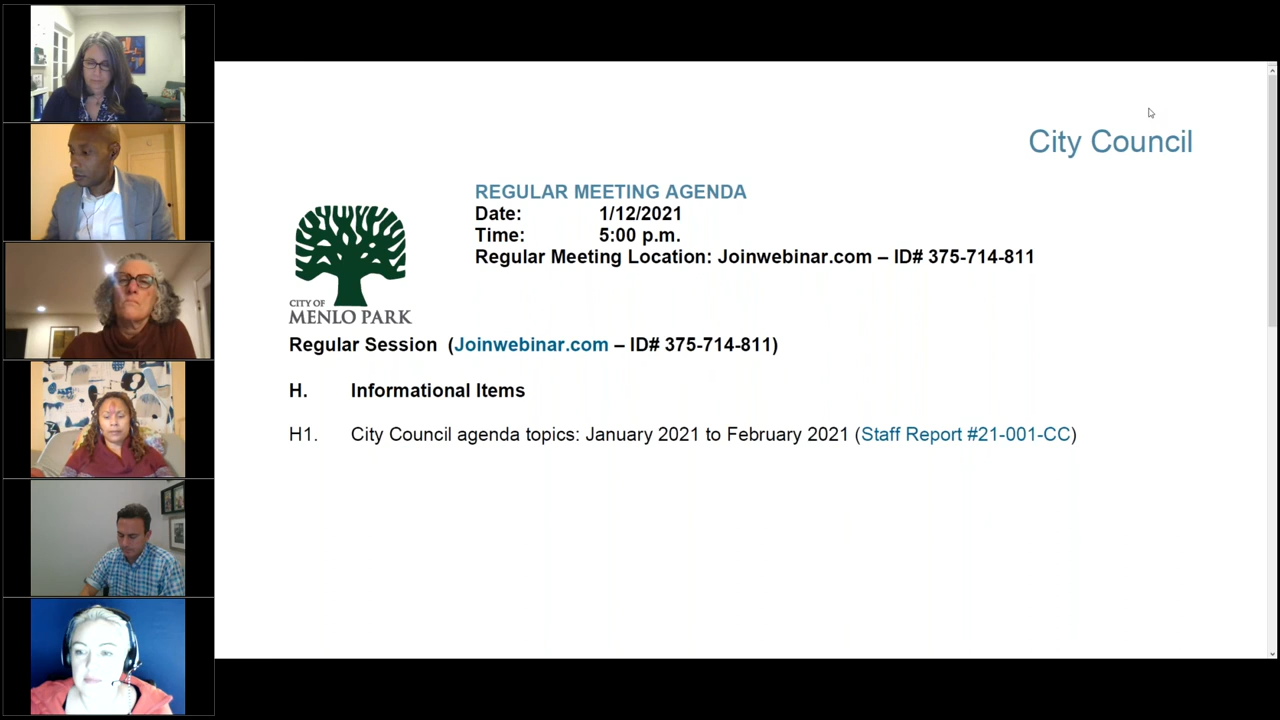 City Council
REGULAR MEETING AGENDA
Date: 1/12/2021
Time: 5:00 p.m.
Regular Meeting Location: Joinwebinar.com – ID# 375-714-811
CITY OF
MENLO PARK
Regular Session (Joinwebinar.com – ID# 375-714-811)
H. Informational Items
H1. City Council agenda topics: January 2021 to February 2021 (Staff Report #21-001-CC)